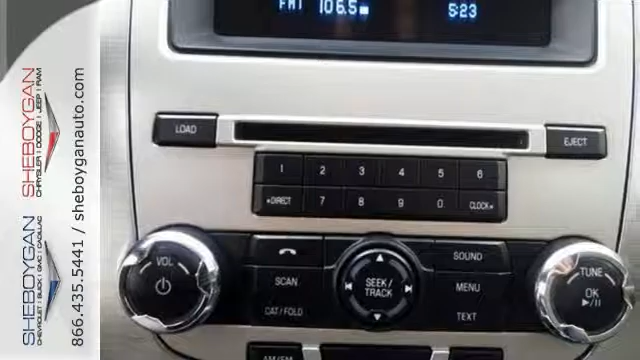 FM1 106.5 5:23
LOAD
EJECT
1 2 3 4 5 6
DIRECT 7 8 9 0 CLOCK
VOL
SOUND
TUNE
SCAN
SEEK/
TRACK
MENU
OK
CAT/FOLD
TEXT
AM/FM
SHEBOYGAN
CHRYSLER | DODGE | JEEP | RAM
SHEBOYGAN
CHEVROLET | BUICK | GMC | CADILLAC
866.435.5441 / sheboyganauto.com